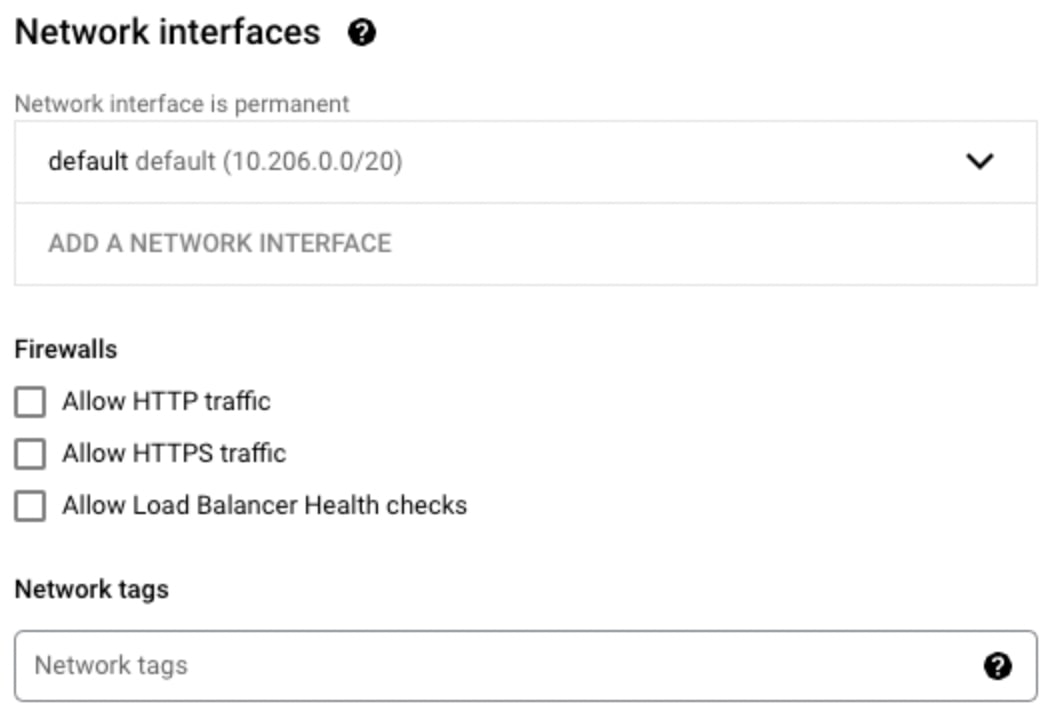 Network interfaces
Network interface is permanent
default default (10.206.0.0/20)
ADD A NETWORK INTERFACE
Firewalls
Allow HTTP traffic
Allow HTTPS traffic
Allow Load Balancer Health checks
Network tags
Network tags